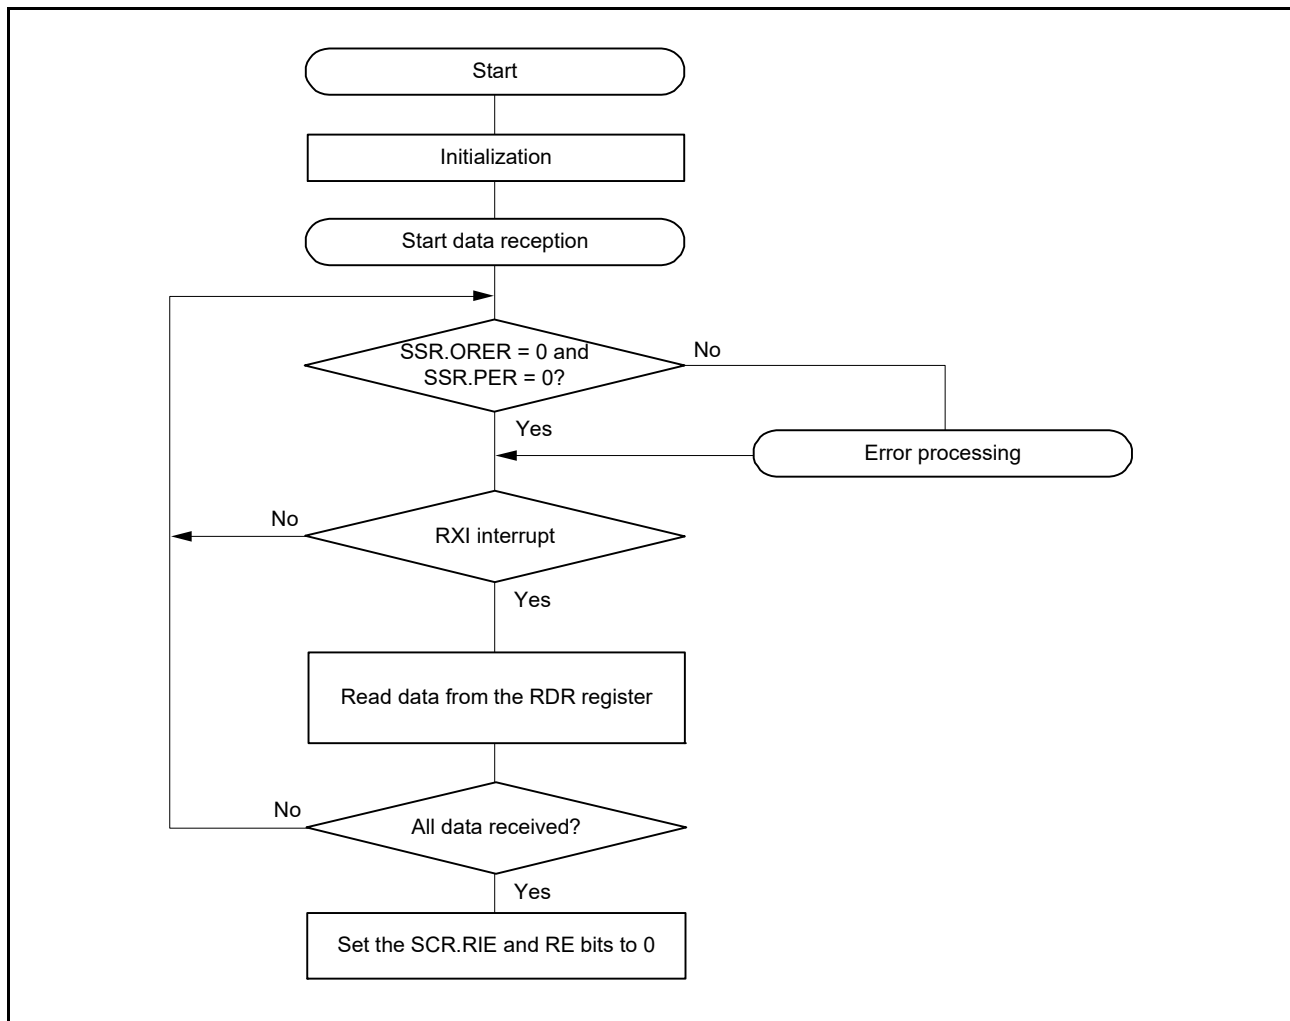 Start
Initialization
Start data reception
SSR.ORER = 0 and
SSR.PER = 0?
No
Yes
Error processing
No
RXI interrupt
Yes
Read data from the RDR register
No
All data received?
Yes
Set the SCR.RIE and RE bits to 0